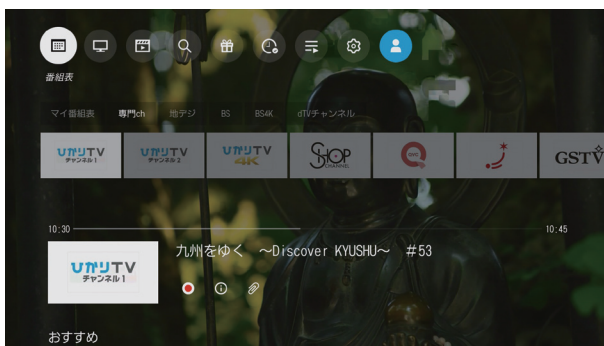 番組表
マイ番組表 専門ch 地デジ BS BS4K dTVチャンネル
ひかりTV チャンネル1 ひかりTV チャンネル2 ひかりTV 4K SHOP CHANNEL QVC GSTV
10:30 10:45
九州をゆく ～Discover KYUSHU～ #53
ひかりTV
チャンネル1
おすすめ